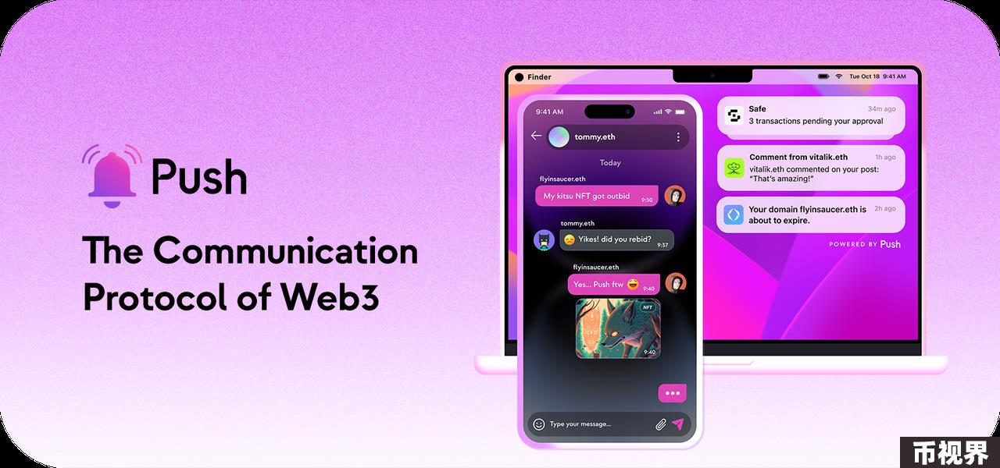 Push
The Communication
Protocol of Web3
Finder
Tue Oct 18 9:41 AM
Safe
34m ago
3 transactions pending your approval
Comment from vitalik.eth
1h ago
vitalik.eth commented on your post:
“That’s amazing!”
Your domain flyinsaucer.eth is
2h ago
about to expire.
POWERED BY Push
9:41 AM
tommy.eth
Today
flyinsaucer.eth
My kitsu NFT got outbid
9:30
tommy.eth
😞 Yikes! did you rebid?
9:37
flyinsaucer.eth
Yes... Push ftw 😄
9:40
NFT
9:40
Type your message...
币视界